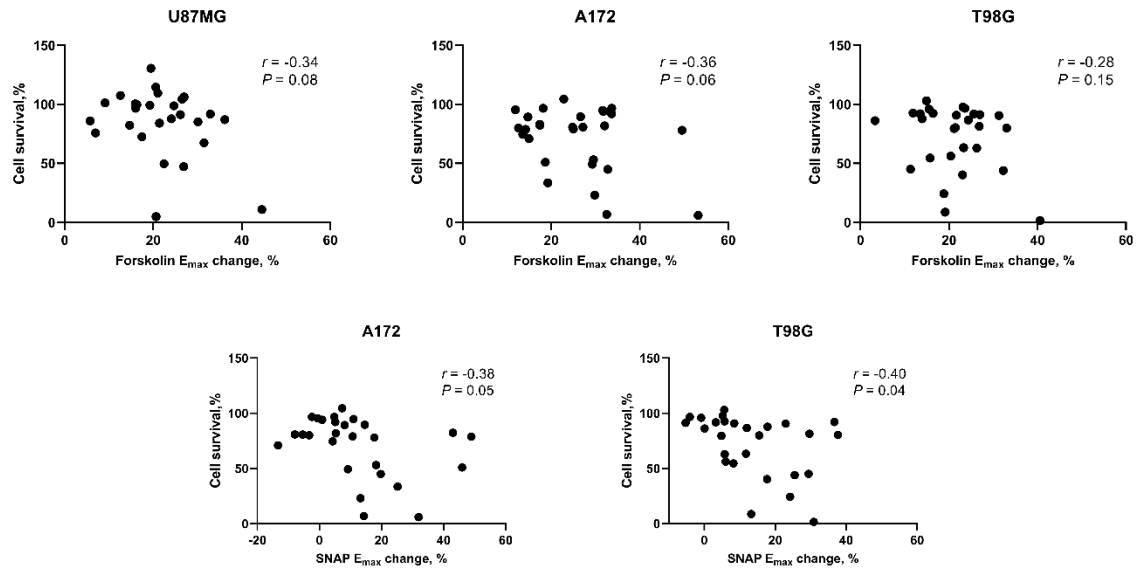 U87MG
150
100
50
0
Cell survival,%
r = -0.34
P = 0.08
0 20 40 60
Forskolin Emax change, %
A172
150
100
50
0
Cell survival,%
r = -0.36
P = 0.06
0 20 40 60
Forskolin Emax change, %
T98G
150
100
50
0
Cell survival,%
r = -0.28
P = 0.15
0 20 40 60
Forskolin Emax change, %
A172
150
100
50
0
Cell survival,%
r = -0.38
P = 0.05
-20 0 20 40 60
SNAP Emax change, %
T98G
150
100
50
0
Cell survival,%
r = -0.40
P = 0.04
0 20 40 60
SNAP Emax change, %